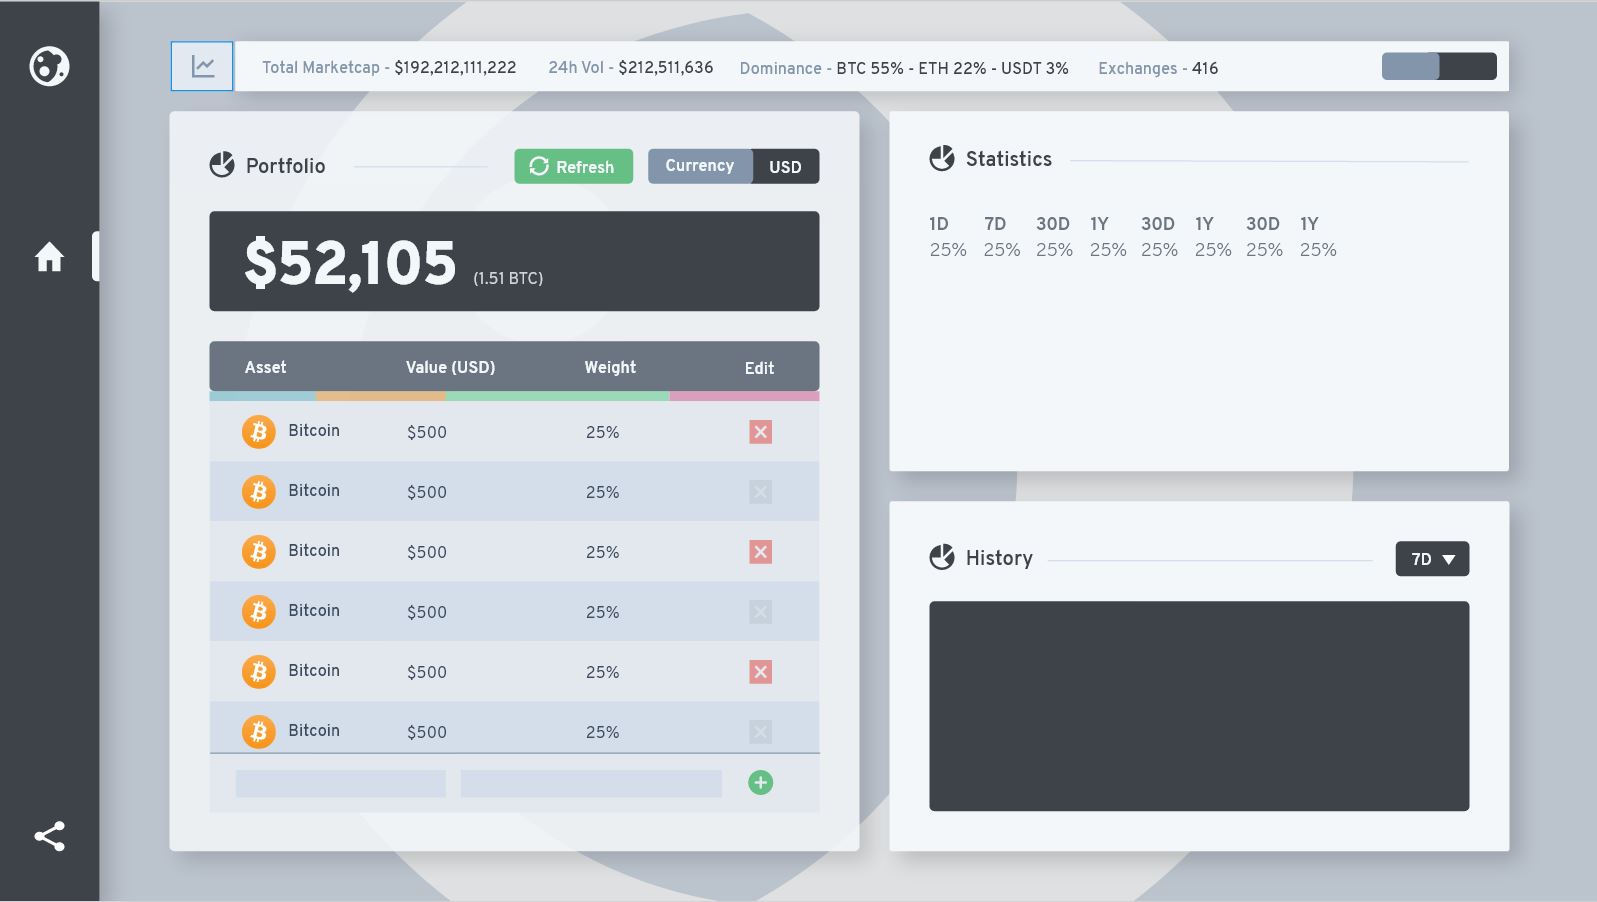 Total Marketcap - $192,212,111,222 24h Vol - $212,511,636 Dominance - BTC 55% - ETH 22% - USDT 3% Exchanges - 416
Portfolio Refresh Currency USD
$52,105 (1.51 BTC)
Asset Value (USD) Weight Edit
Bitcoin $500 25%
Bitcoin $500 25%
Bitcoin $500 25%
Bitcoin $500 25%
Bitcoin $500 25%
Bitcoin $500 25%
Statistics
1D 7D 30D 1Y 30D 1Y 30D 1Y
25% 25% 25% 25% 25% 25% 25% 25%
History 7D